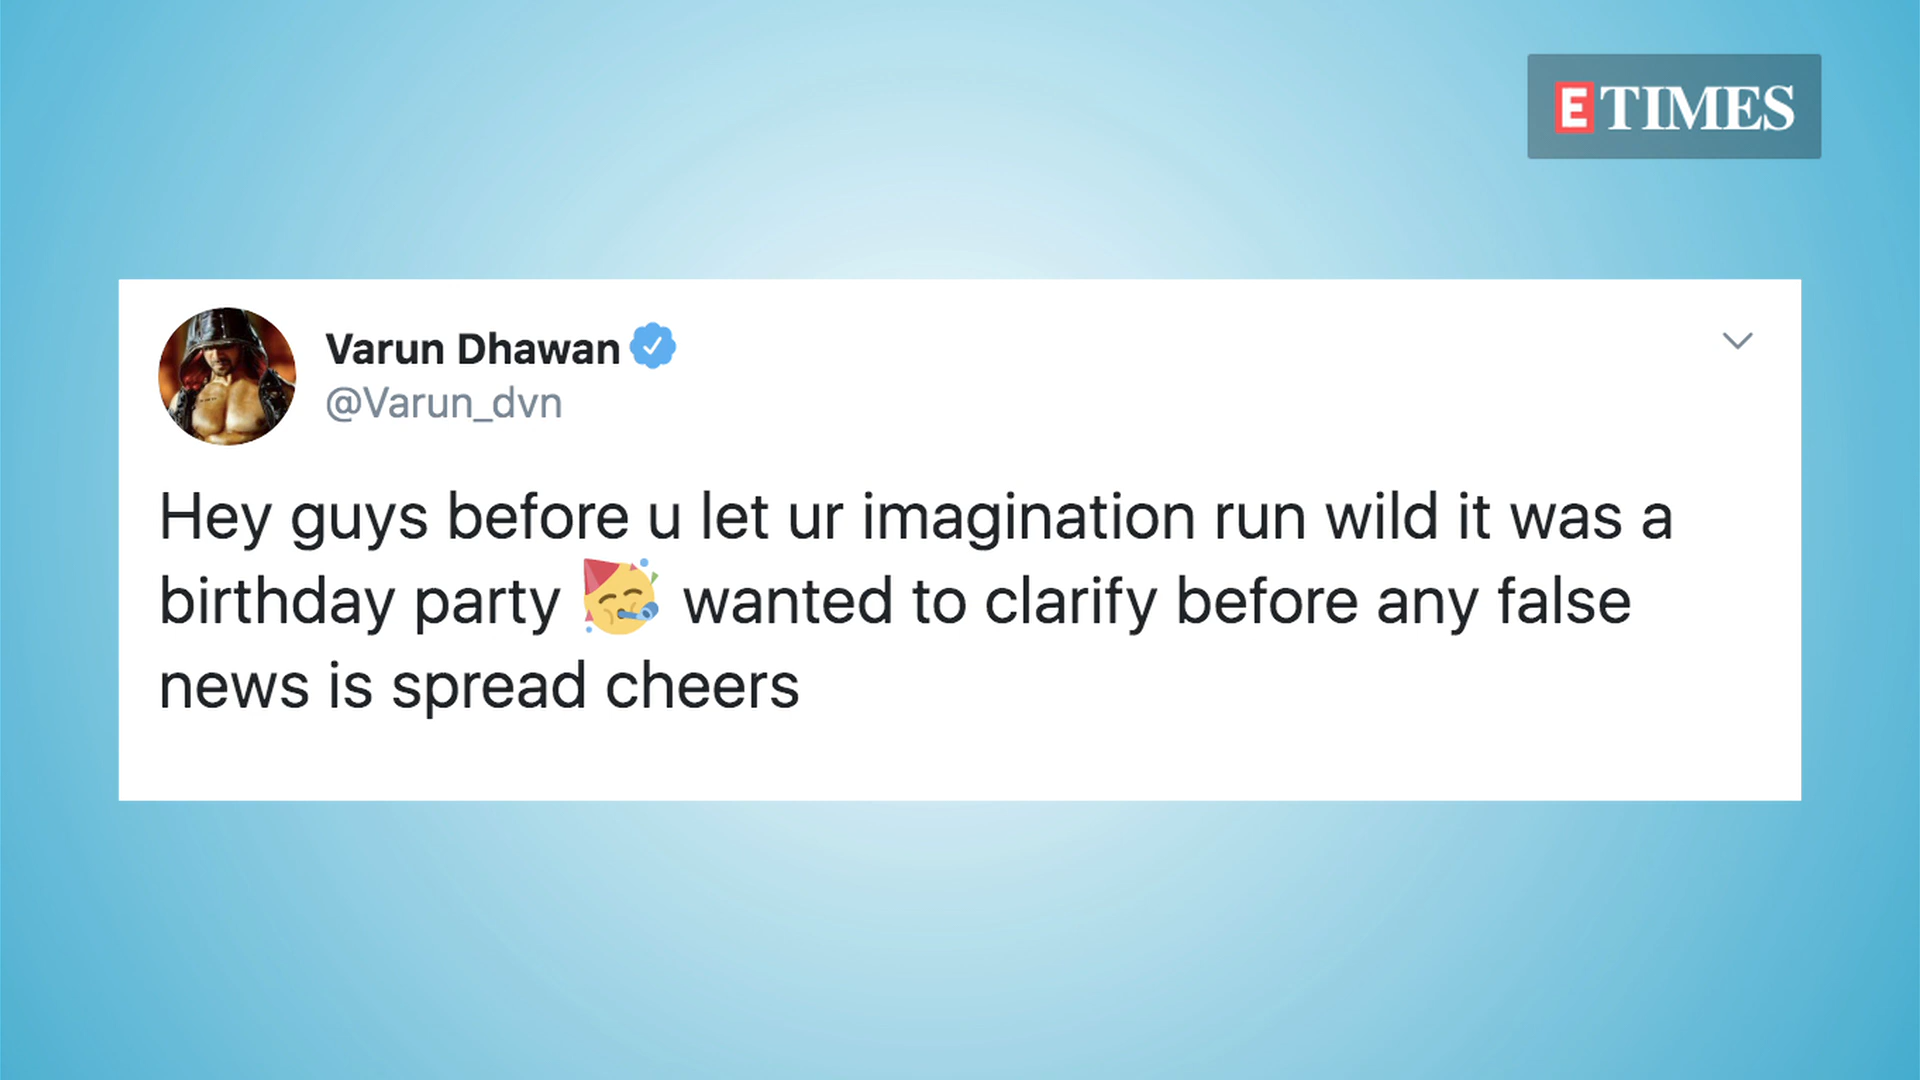 E TIMES
Varun Dhawan
@Varun_dvn
Hey guys before u let ur imagination run wild it was a
birthday party 🥳 wanted to clarify before any false
news is spread cheers